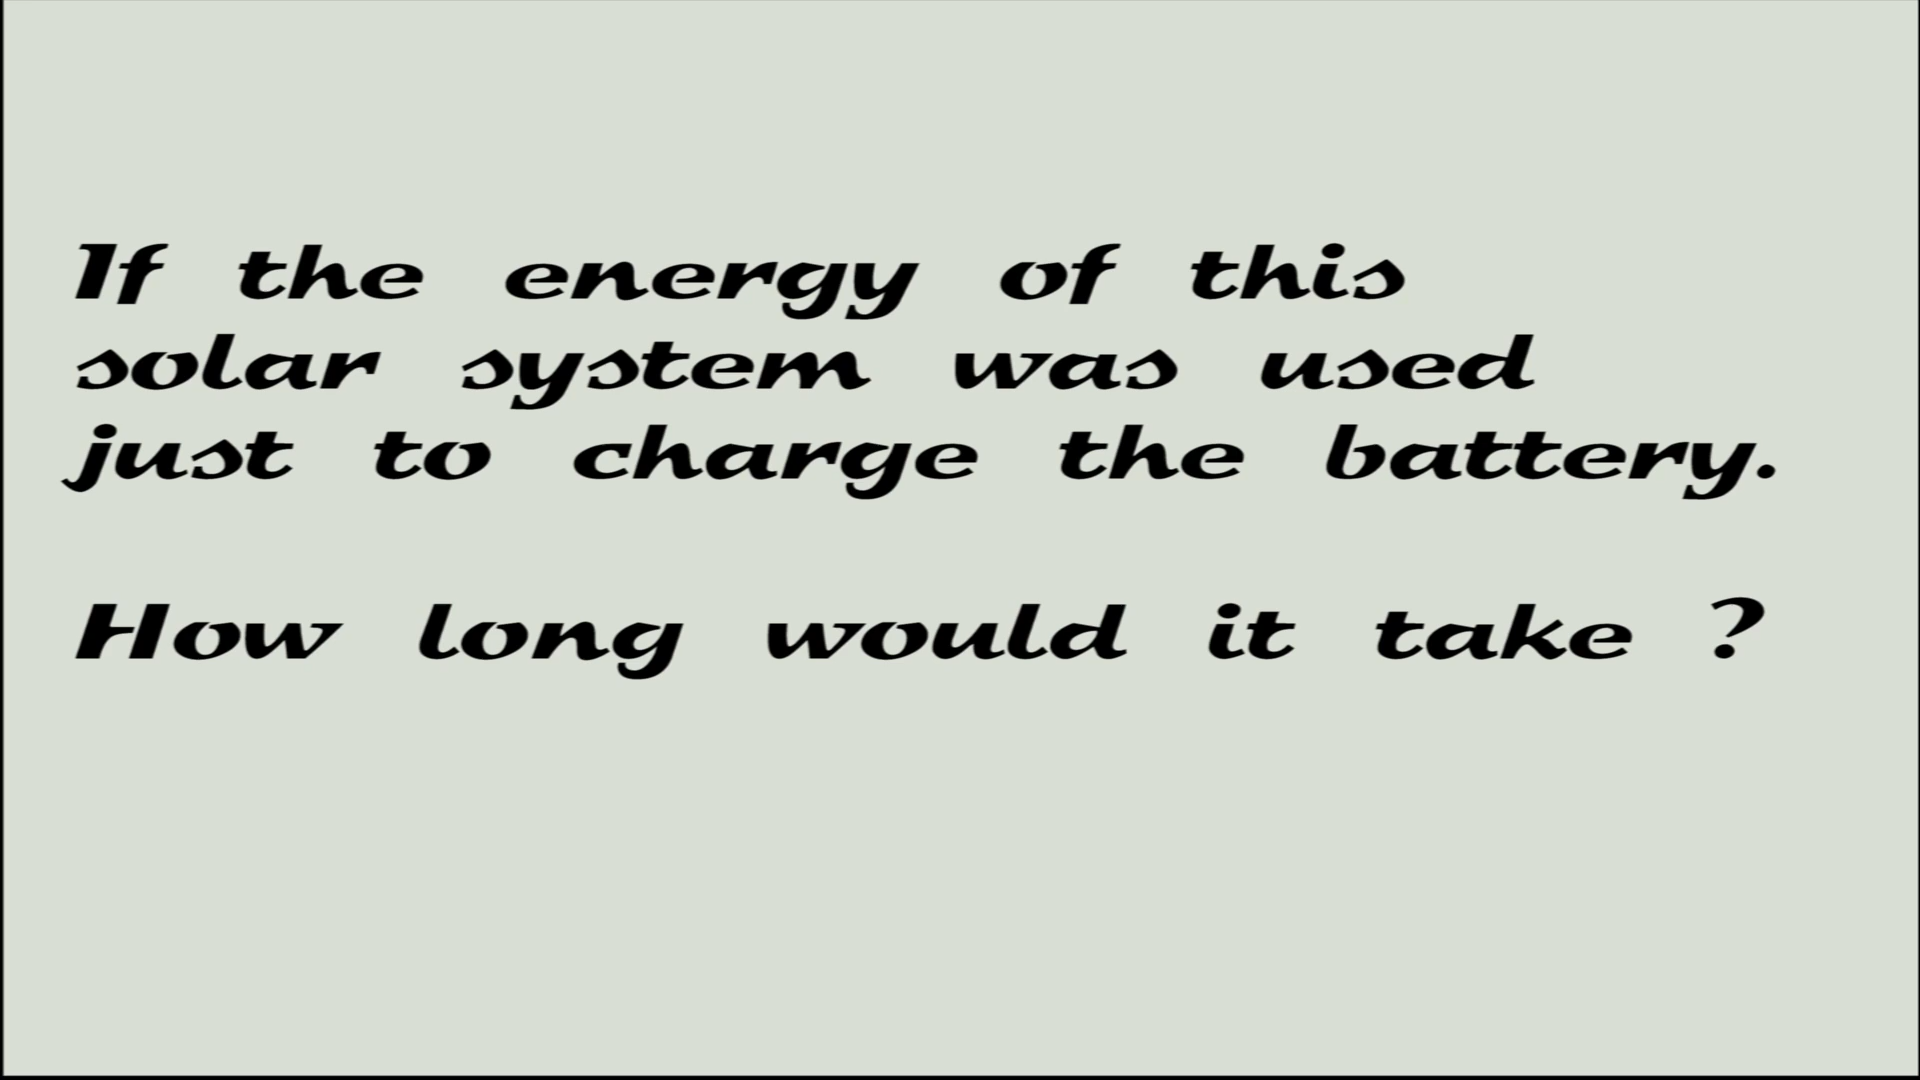 If the energy of this
solar system was used
just to charge the battery.
How long would it take ?